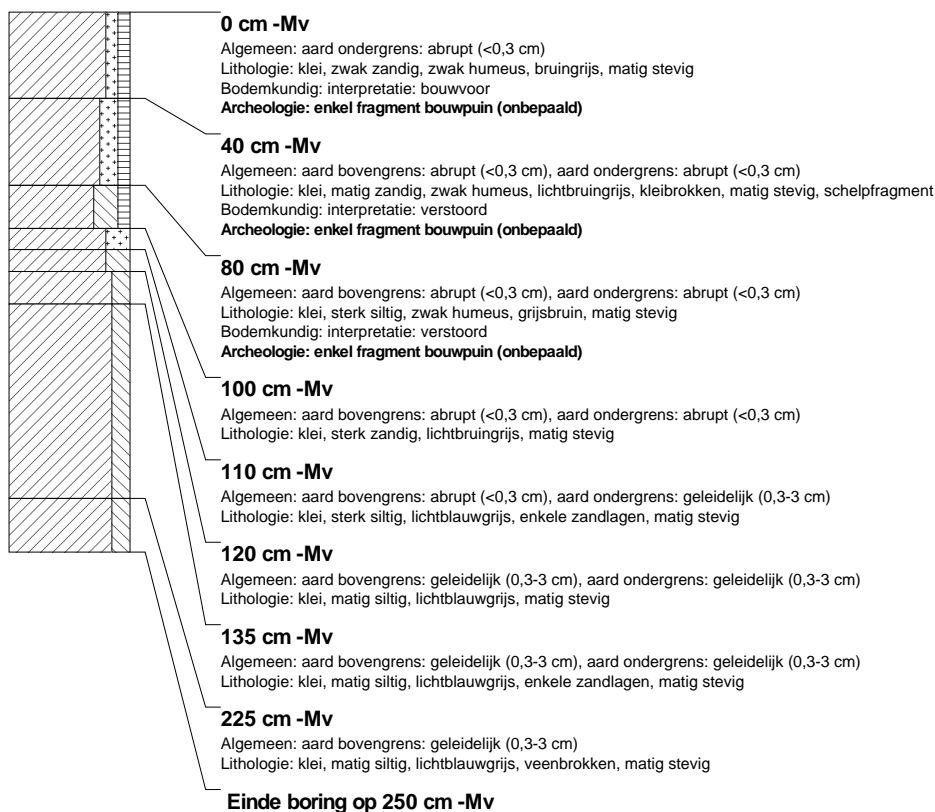 0 cm -Mv
Algemeen: aard ondergrens: abrupt (<0,3 cm)
Lithologie: klei, zwak zandig, zwak humeus, bruingrijs, matig stevig
Bodemkundig: interpretatie: bouwvoor
Archeologie: enkel fragment bouwpuin (onbepaald)
40 cm -Mv
Algemeen: aard bovengrens: abrupt (<0,3 cm), aard ondergrens: abrupt (<0,3 cm)
Lithologie: klei, matig zandig, zwak humeus, lichtbruingrijs, kleibrokken, matig stevig, schelpfragment
Bodemkundig: interpretatie: verstoord
Archeologie: enkel fragment bouwpuin (onbepaald)
80 cm -Mv
Algemeen: aard bovengrens: abrupt (<0,3 cm), aard ondergrens: abrupt (<0,3 cm)
Lithologie: klei, sterk siltig, zwak humeus, grijsbruin, matig stevig
Bodemkundig: interpretatie: verstoord
Archeologie: enkel fragment bouwpuin (onbepaald)
100 cm -Mv
Algemeen: aard bovengrens: abrupt (<0,3 cm), aard ondergrens: abrupt (<0,3 cm)
Lithologie: klei, sterk zandig, lichtbruingrijs, matig stevig
110 cm -Mv
Algemeen: aard bovengrens: abrupt (<0,3 cm), aard ondergrens: geleidelijk (0,3-3 cm)
Lithologie: klei, sterk siltig, lichtblauwgrijs, enkele zandlagen, matig stevig
120 cm -Mv
Algemeen: aard bovengrens: geleidelijk (0,3-3 cm), aard ondergrens: geleidelijk (0,3-3 cm)
Lithologie: klei, matig siltig, lichtblauwgrijs, matig stevig
135 cm -Mv
Algemeen: aard bovengrens: geleidelijk (0,3-3 cm), aard ondergrens: geleidelijk (0,3-3 cm)
Lithologie: klei, matig siltig, lichtblauwgrijs, enkele zandlagen, matig stevig
225 cm -Mv
Algemeen: aard bovengrens: geleidelijk (0,3-3 cm)
Lithologie: klei, matig siltig, lichtblauwgrijs, veenbrokken, matig stevig
Einde boring op 250 cm -Mv